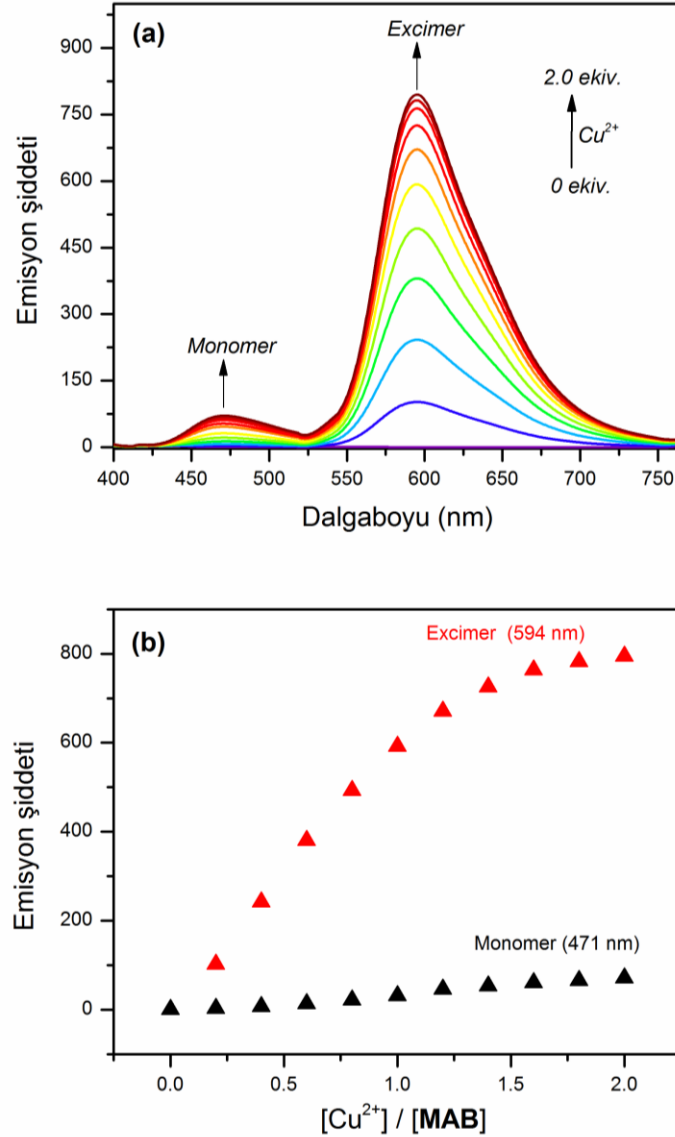 (a)
Excimer
2.0 ekiv.
Cu²⁺
0 ekiv.
Monomer
Emisyon şiddeti
900
750
600
450
300
150
0
400 450 500 550 600 650 700 750
Dalgaboyu (nm)
(b)
Excimer (594 nm)
Monomer (471 nm)
Emisyon şiddeti
800
600
400
200
0
0.0 0.5 1.0 1.5 2.0
[Cu²⁺] / [MAB]